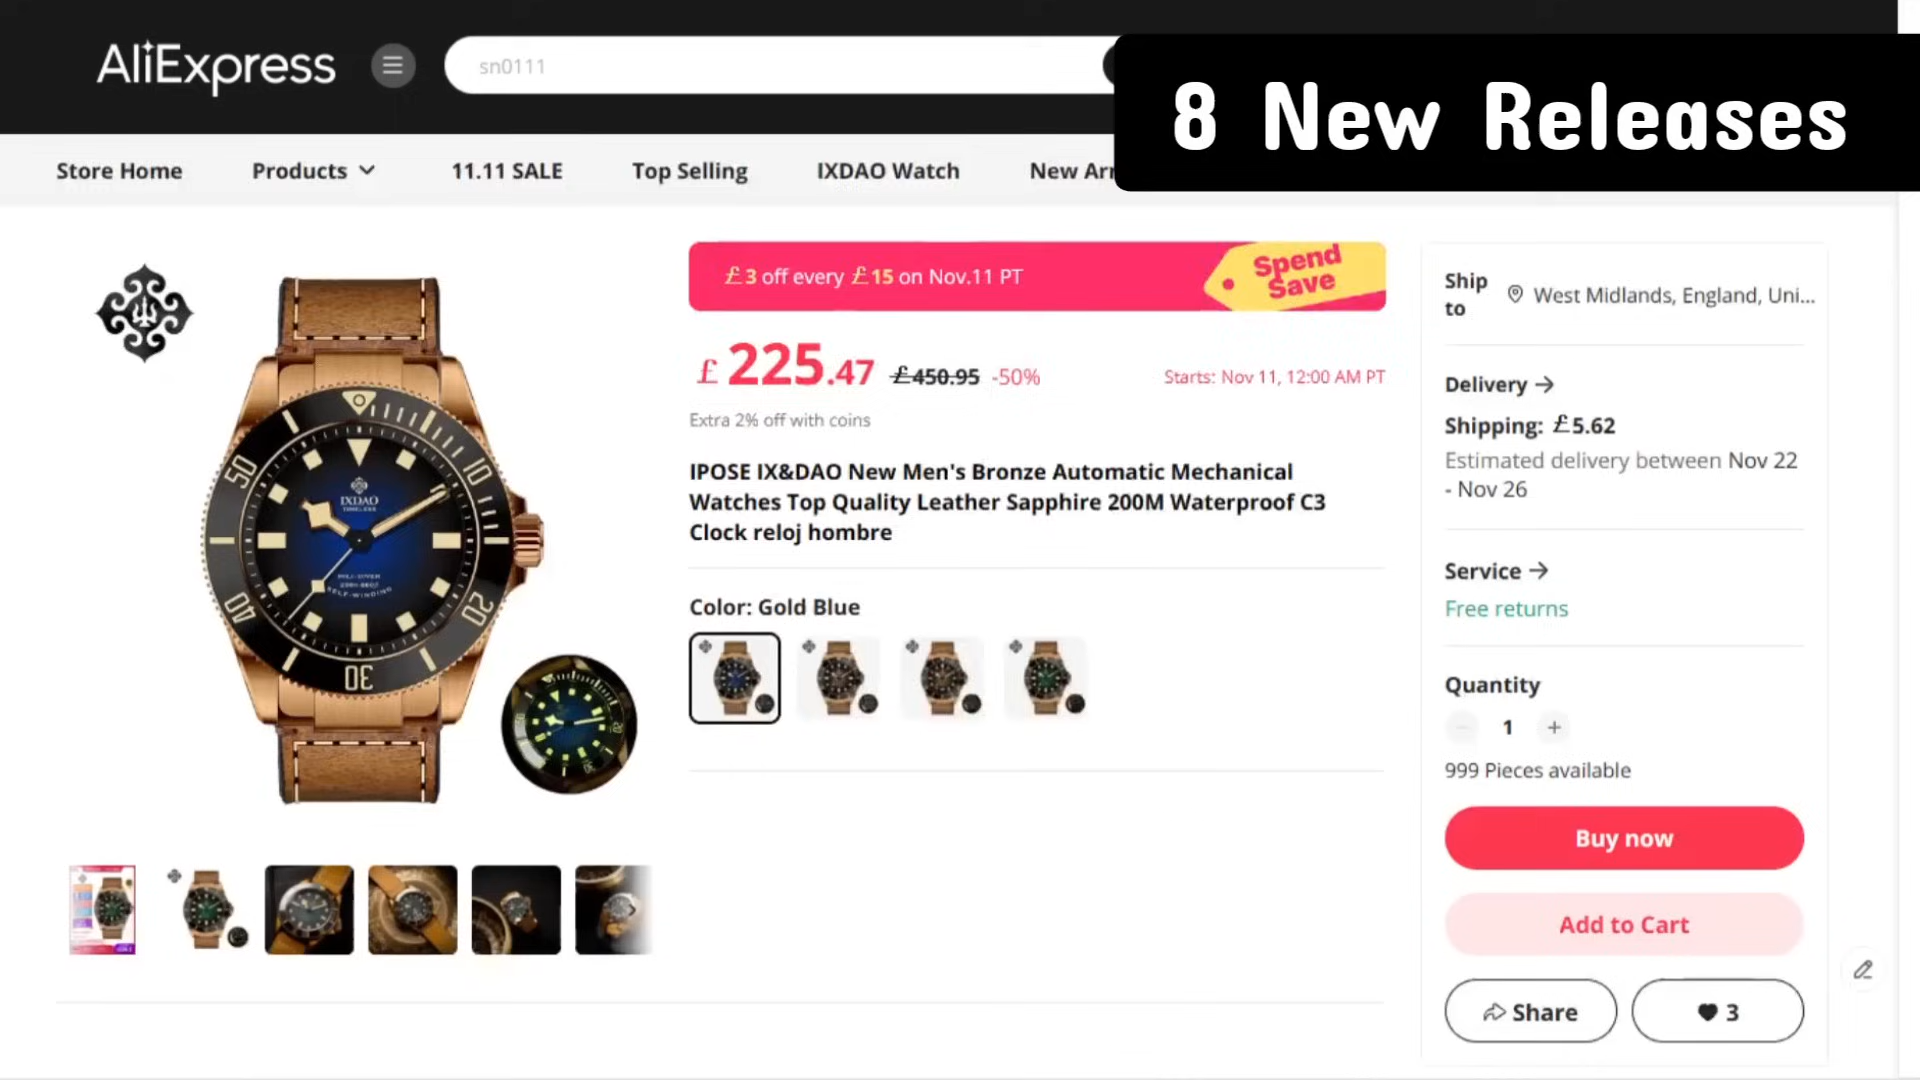 AliExpress
sn0111
8 New Releases
Store Home
Products
11.11 SALE
Top Selling
IXDAO Watch
New Arr
£3 off every £15 on Nov.11 PT
Spend
Save
£225.47 £450.95 -50%
Starts: Nov 11, 12:00 AM PT
Extra 2% off with coins
IPOSE IX&DAO New Men's Bronze Automatic Mechanical
Watches Top Quality Leather Sapphire 200M Waterproof C3
Clock reloj hombre
Color: Gold Blue
50
10
IXDAO
SELF-WINDING
40
20
30
Ship
to
West Midlands, England, Uni...
Delivery
Shipping: £5.62
Estimated delivery between Nov 22
- Nov 26
Service
Free returns
Quantity
1
999 Pieces available
Buy now
Add to Cart
Share
3